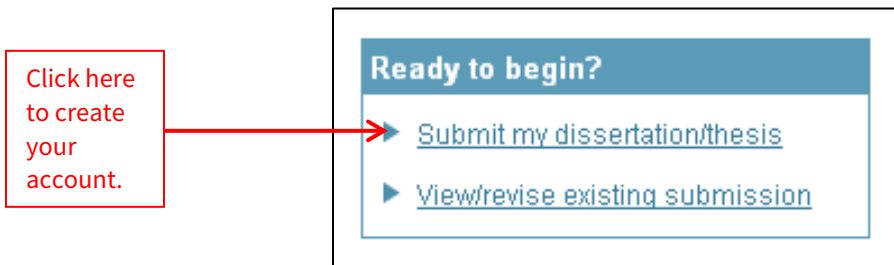 Click here
to create
your
account.
Ready to begin?
Submit my dissertation/thesis
View/revise existing submission